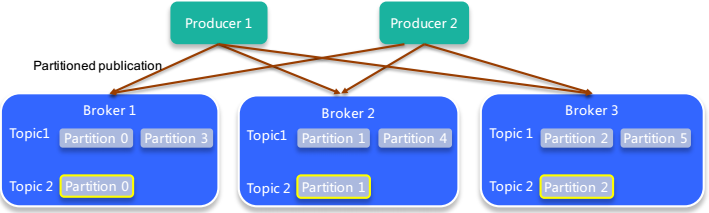 Producer 1
Producer 2
Partitioned publication
Broker 1
Topic1
Partition 0
Partition 3
Topic 2
Partition 0
Broker 2
Topic1
Partition 1
Partition 4
Topic 2
Partition 1
Broker 3
Topic 1
Partition 2
Partition 5
Topic 2
Partition 2